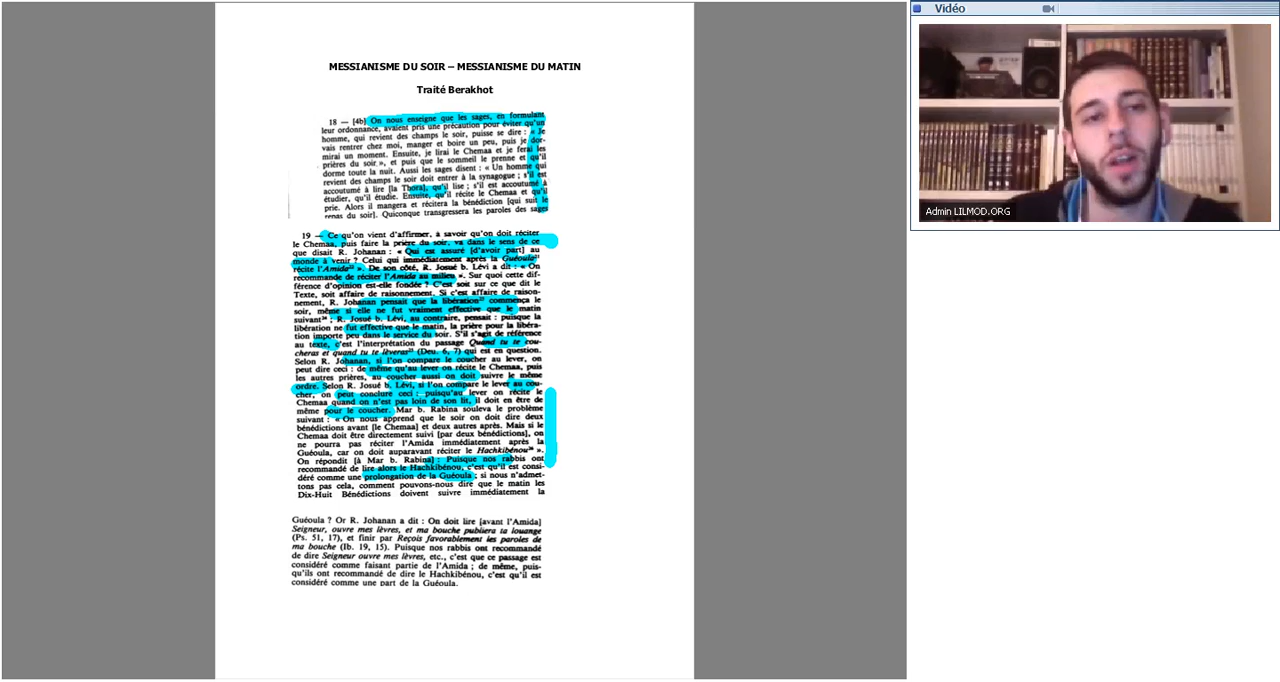 MESSIANISME DU SOIR – MESSIANISME DU MATIN
Traité Berakhot
18 — [4b] On nous enseigne que les sages, en formulant
leur ordonnance, avaient pris une précaution pour éviter qu'un
homme, qui revient des champs le soir, puisse se dire : « Je
vais rentrer chez moi, manger et boire un peu, puis je dor-
mirai un moment. Ensuite, je lirai le Chemaa et je ferai les
prières du soir », et puis que le sommeil le prenne et qu'il
dorme toute la nuit. Aussi les sages disent : « Un homme qui
revient des champs le soir doit entrer à la synagogue ; s'il est
accoutumé à lire [la Thora], qu'il lise ; s'il est accoutumé à
étudier, qu'il étudie. Ensuite, qu'il récite le Chemaa et qu'il
prie. Alors il mangera et récitera la bénédiction [qui suit le
repas du soir]. Quiconque transgressera les paroles des sages
19 — Ce qu'on vient d'affirmer, à savoir qu'on doit réciter
le Chemaa, puis faire la prière du soir, va dans le sens de ce
que disait R. Johanan : « Qui est assuré [d'avoir part] au
monde à venir ? Celui qui immédiatement après la Guéoula
récite l'Amida ». De son côté, R. Josué b. Lévi a dit : « On
recommande de réciter l'Amida au milieu ». Sur quoi cette dif-
férence d'opinion est-elle fondée ? C'est soit sur ce que dit le
Texte, soit affaire de raisonnement. Si c'est affaire de raison-
nement, R. Johanan pensait que la libération commença le
soir, même si elle ne fut vraiment effective que le matin
suivant ; R. Josué b. Lévi, au contraire, pensait : puisque la
libération ne fut effective que le matin, la prière pour la libéra-
tion importe peu dans le service du soir. S'il s'agit de référence
au texte, c'est l'interprétation du passage Quand tu te cou-
cheras et quand tu te lèveras (Deu. 6, 7) qui est en question.
Selon R. Johanan, si l'on compare le coucher au lever, on
peut dire ceci : de même qu'au lever on récite le Chemaa, puis
les autres prières, au coucher aussi on doit suivre le même
ordre. Selon R. Josué b. Lévi, si l'on compare le lever au cou-
cher, on peut conclure ceci : puisqu'au lever on récite le
Chemaa quand on n'est pas loin de son lit, il doit en être de
même pour le coucher. Mar b. Rabina souleva le problème
suivant : « On nous apprend que le soir on doit dire deux
bénédictions avant [le Chemaa] et deux autres après. Mais si le
Chemaa doit être directement suivi [par deux bénédictions], on
ne pourra pas réciter l'Amida immédiatement après la
Guéoula, car on doit auparavant réciter le Hachkibénou ».
On répondit [à Mar b. Rabina] : Puisque nos rabbis ont
recommandé de lire alors le Hachkibénou, c'est qu'il est consi-
déré comme une prolongation de la Guéoula ; si nous n'admet-
tons pas cela, comment pouvons-nous dire que le matin les
Dix-Huit Bénédictions doivent suivre immédiatement la
Guéoula ? Or R. Johanan a dit : On doit lire [avant l'Amida]
Seigneur, ouvre mes lèvres, et ma bouche publiera ta louange
(Ps. 51, 17), et finir par Reçois favorablement les paroles de
ma bouche (Ib. 19, 15). Puisque nos rabbis ont recommandé
de dire Seigneur ouvre mes lèvres, etc., c'est que ce passage est
considéré comme faisant partie de l'Amida ; de même, puis-
qu'ils ont recommandé de dire le Hachkibénou, c'est qu'il est
considéré comme une part de la Guéoula.
Vidéo
Admin LILMOD.ORG